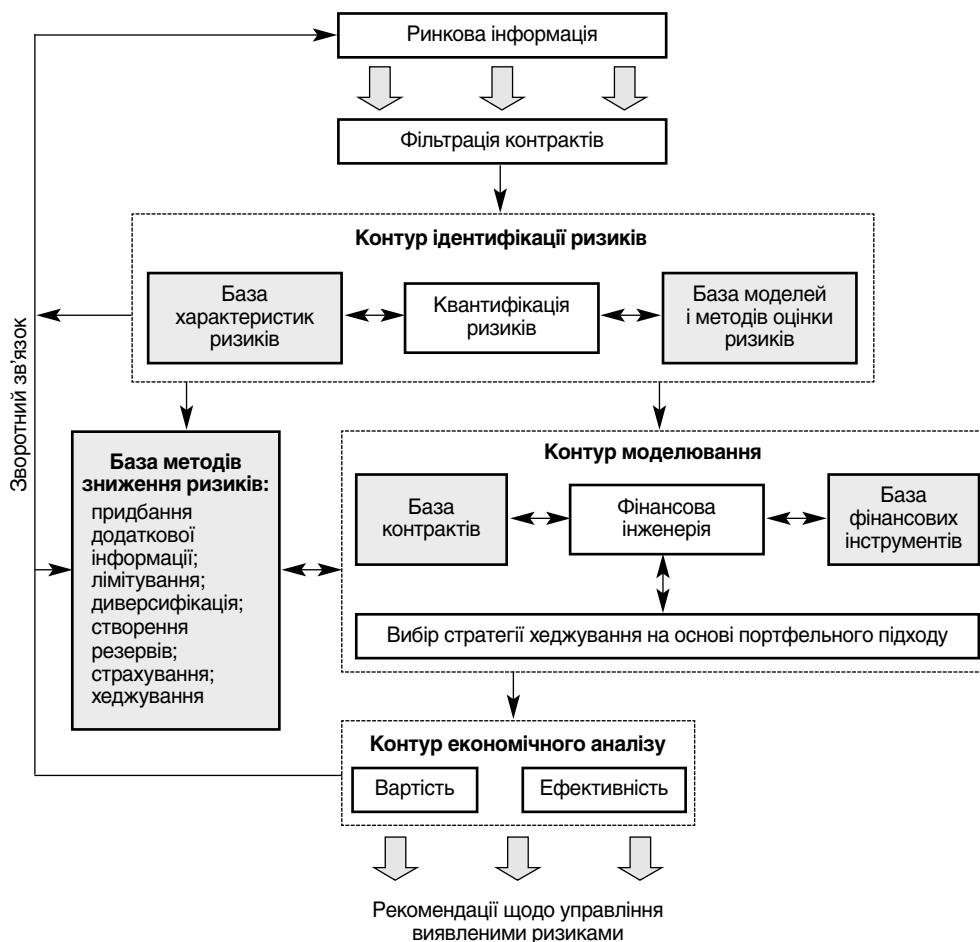 Ринкова інформація
Фільтрація контрактів
Контур ідентифікації ризиків
База
характеристик
ризиків
Квантифікація
ризиків
База моделей
і методів оцінки
ризиків
Зворотний зв'язок
База методів
зниження ризиків:
придбання
додаткової
інформації;
лімітування;
диверсифікація;
створення
резервів;
страхування;
хеджування
Контур моделювання
База
контрактів
Фінансова
інженерія
База
фінансових
інструментів
Вибір стратегії хеджування на основі портфельного підходу
Контур економічного аналізу
Вартість
Ефективність
Рекомендації щодо управління
виявленими ризиками